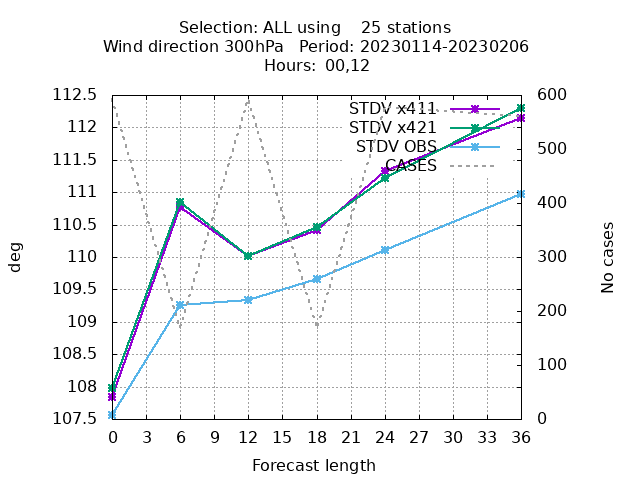 Selection: ALL using    25 stations
Wind direction 300hPa   Period: 20230114-20230206
Hours: 00,12
112.5
112
111.5
111
110.5
110
109.5
109
108.5
108
107.5
deg
STDV x411
STDV x421
STDV OBS
CASES
600
500
400
300
200
100
0
No cases
0 3 6 9 12 15 18 21 24 27 30 33 36
Forecast length